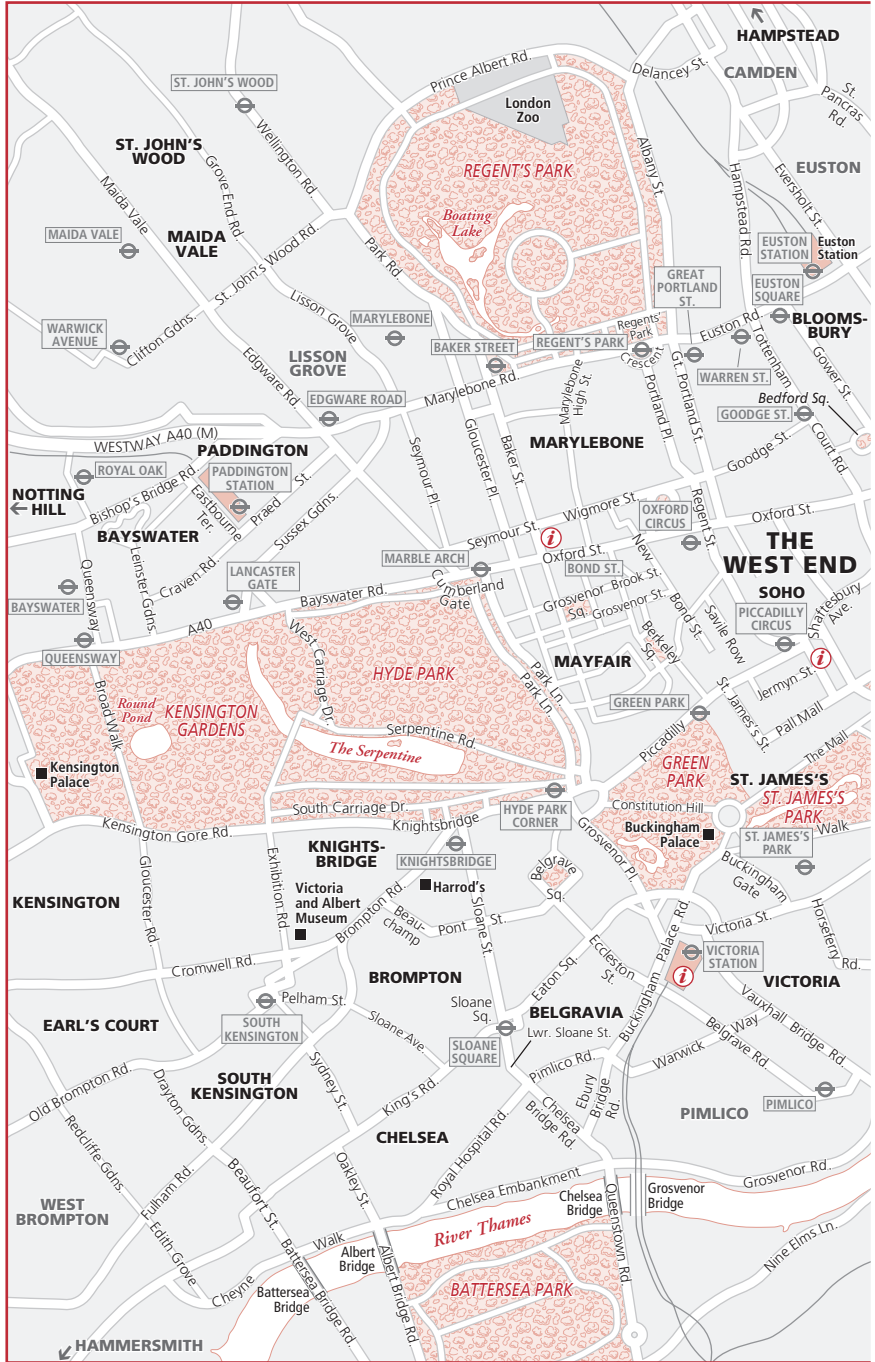 HAMPSTEAD
CAMDEN
Delancey St.
St.
Pancras
Rd.
Prince Albert Rd.
London
Zoo
ST. JOHN'S WOOD
Wellington Rd.
ST. JOHN'S
WOOD
Grove-End Rd.
REGENT'S PARK
Albany St.
Hampstead Rd.
EUSTON
Eversholt St.
Maida Vale
MAIDA VALE
MAIDA
VALE
St. John's Wood Rd.
Park Rd.
Boating
Lake
EUSTON
STATION
Euston
Station
GREAT
PORTLAND
ST.
EUSTON
SQUARE
WARWICK
AVENUE
Clifton Gdns.
Lisson Grove
MARYLEBONE
LISSON
GROVE
BAKER STREET
REGENT'S PARK
Regents'
Park
Crescent
Euston Rd.
BLOOMS-
BURY
Edgware Rd.
Marylebone Rd.
Marylebone
High St.
Portland Pl.
Gt. Portland St.
WARREN ST.
Tottenham
Court Rd.
Gower St.
Bedford Sq.
EDGWARE ROAD
GOODGE ST.
Goodge St.
WESTWAY A40 (M)
PADDINGTON
ROYAL OAK
PADDINGTON
STATION
Bishop's Bridge Rd.
Eastbourne
Ter.
Praed St.
Sussex Gdns.
Seymour Pl.
Gloucester Pl.
Baker St.
MARYLEBONE
NOTTING
HILL
BAYSWATER
Leinster Gdns.
Craven Rd.
Seymour St.
Wigmore St.
i
OXFORD
CIRCUS
Regent St.
Oxford St.
Oxford St.
THE
WEST END
MARBLE ARCH
BOND ST.
New
Bond St.
Queensway
BAYSWATER
LANCASTER
GATE
Bayswater Rd.
Cumberland
Gate
Grosvenor
Sq.
Brook St.
Grosvenor St.
SOHO
Shaftesbury
Ave.
PICCADILLY
CIRCUS
Savile Row
A40
QUEENSWAY
West Carriage Dr.
HYDE PARK
Park Ln.
Park Ln.
MAYFAIR
Berkeley
Sq.
i
Jermyn St.
Broad Walk
Round
Pond
KENSINGTON
GARDENS
GREEN PARK
St. James's St.
Pall Mall
Serpentine Rd.
The Serpentine
Piccadilly
The Mall
Kensington
Palace
GREEN
PARK
ST. JAMES'S
ST. JAMES'S
PARK
South Carriage Dr.
HYDE PARK
CORNER
Constitution Hill
Kensington Gore Rd.
Knightsbridge
Buckingham
Palace
ST. JAMES'S
PARK
Walk
KNIGHTS-
BRIDGE
KNIGHTSBRIDGE
Grosvenor Pl.
Belgrave
Sq.
Buckingham
Gate
Gloucester Rd.
Exhibition Rd.
Harrod's
KENSINGTON
Victoria
and Albert
Museum
Brompton Rd.
Beau-
champ
Sloane St.
Pont St.
Horseferry
Rd.
Victoria St.
Cromwell Rd.
Eccleston
St.
Buckingham Palace Rd.
VICTORIA
STATION
i
BROMPTON
Eaton Sq.
VICTORIA
Pelham St.
Sloane
Sq.
BELGRAVIA
EARL'S COURT
SOUTH
KENSINGTON
Sloane Ave.
SLOANE
SQUARE
Lwr. Sloane St.
Vauxhall Bridge Rd.
Belgrave Rd.
Warwick Way
Old Brompton Rd.
SOUTH
KENSINGTON
Drayton Gdns.
Sydney St.
King's Rd.
Pimlico Rd.
Ebury
Bridge
Rd.
PIMLICO
PIMLICO
Redcliffe Gdns.
CHELSEA
Royal Hospital Rd.
Chelsea
Bridge Rd.
Fulham Rd.
Beaufort St.
Oakley St.
Chelsea Embankment
Grosvenor Rd.
WEST
BROMPTON
Chelsea
Bridge
Queenstown Rd.
Grosvenor
Bridge
Edith Grove
Cheyne Walk
Albert
Bridge
River Thames
Nine Elms Ln.
Battersea
Bridge
Battersea Bridge Rd.
Albert Bridge Rd.
BATTERSEA PARK
HAMMERSMITH